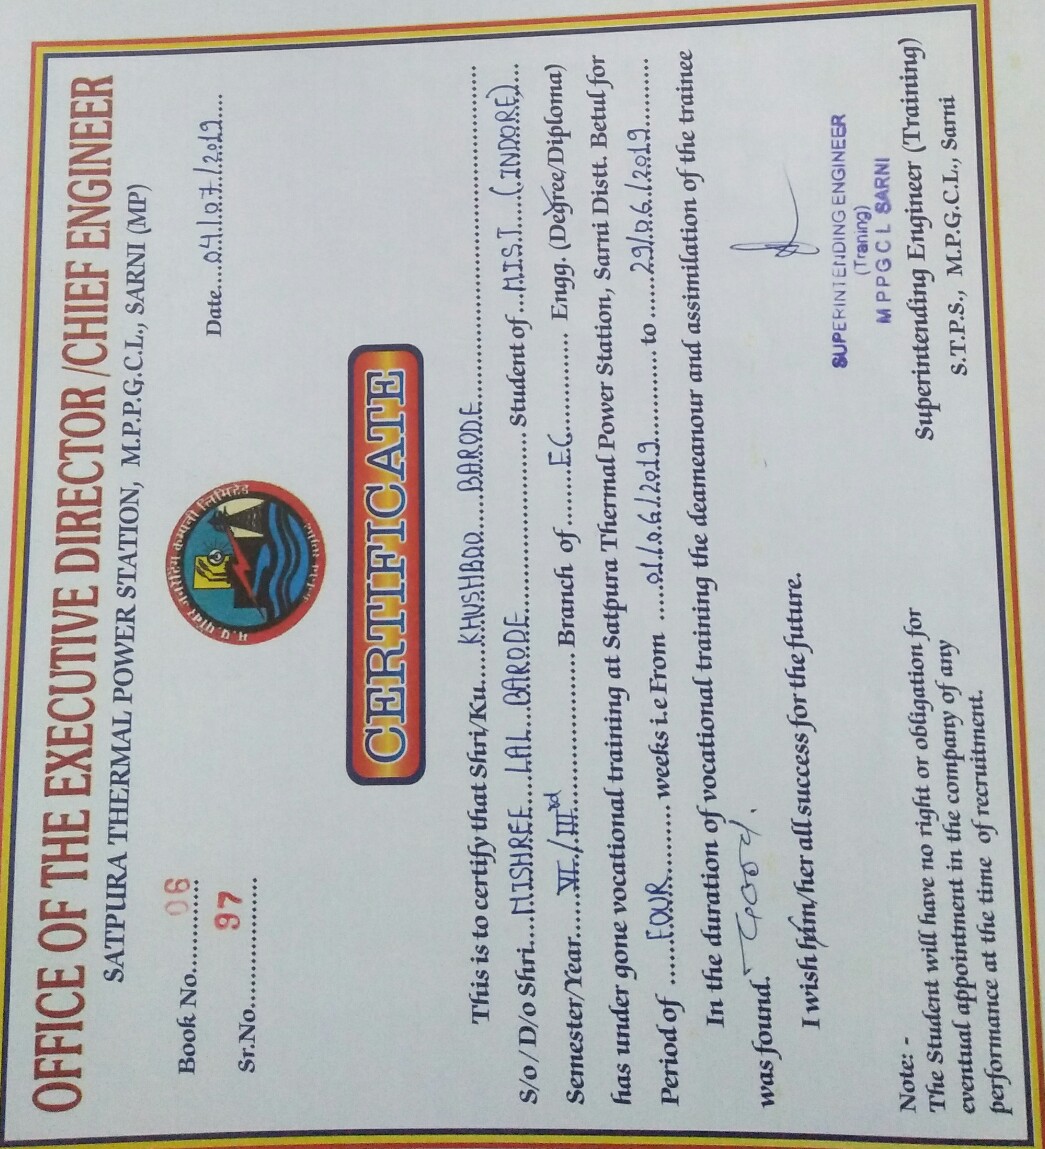 OFFICE OF THE EXECUTIVE DIRECTOR /CHIEF ENGINEER
SATPURA THERMAL POWER STATION, M.P.P.G.C.L., SARNI (MP)
Book No.......06......
Date....04/07/2019....
Sr.No.......97......
म.प्र. पॉवर जनरेटिंग कम्पनी लिमिटेड
CERTIFICATE
This is to certify that Shri/Ku.....KHUSHBOO.....BARODE..........
S/o / D/o Shri....MISHREE...LAL...BARODE.......... Student of ...M.I.S.T.....(INDORE)...
Semester/Year......VI../IIIrd.......... Branch of ........EC.......... Engg. (Degree/Diploma)
has under gone vocational training at Satpura Thermal Power Station, Sarni Distt. Betul for
Period of ......FOUR.......... weeks i.e From .....01/06/2019.......... to ......29/06/2019..........
In the duration of vocational training the deameanour and assimilation of the trainee
was found. Good.
I wish him/her all success for the future.
SUPERINTENDING ENGINEER
(Traning)
M P P G C L SARNI
Superintending Engineer (Training)
S.T.P.S., M.P.G.C.L., Sarni
Note: -
The Student will have no right or obligation for
eventual appointment in the company of any
performance at the time of recruitment.